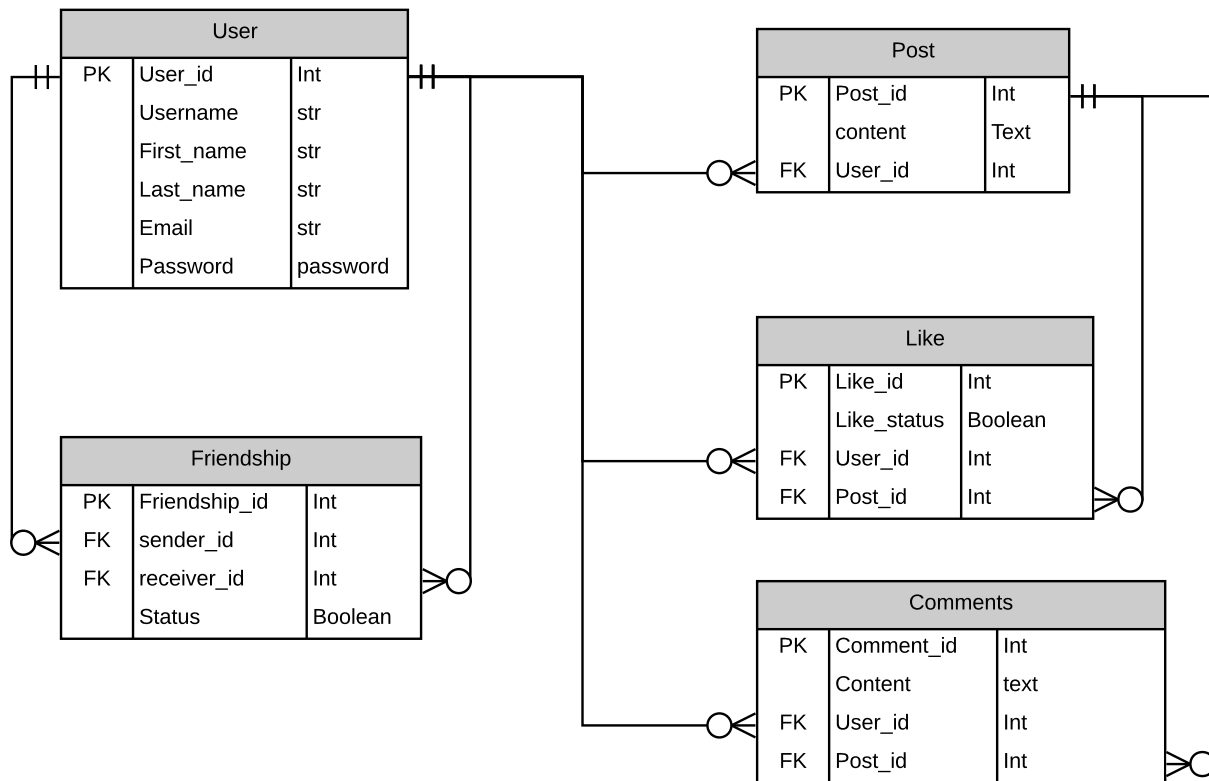 User
PK User_id Int
Username str
First_name str
Last_name str
Email str
Password password
Friendship
PK Friendship_id Int
FK sender_id Int
FK receiver_id Int
Status Boolean
Post
PK Post_id Int
content Text
FK User_id Int
Like
PK Like_id Int
Like_status Boolean
FK User_id Int
FK Post_id Int
Comments
PK Comment_id Int
Content text
FK User_id Int
FK Post_id Int